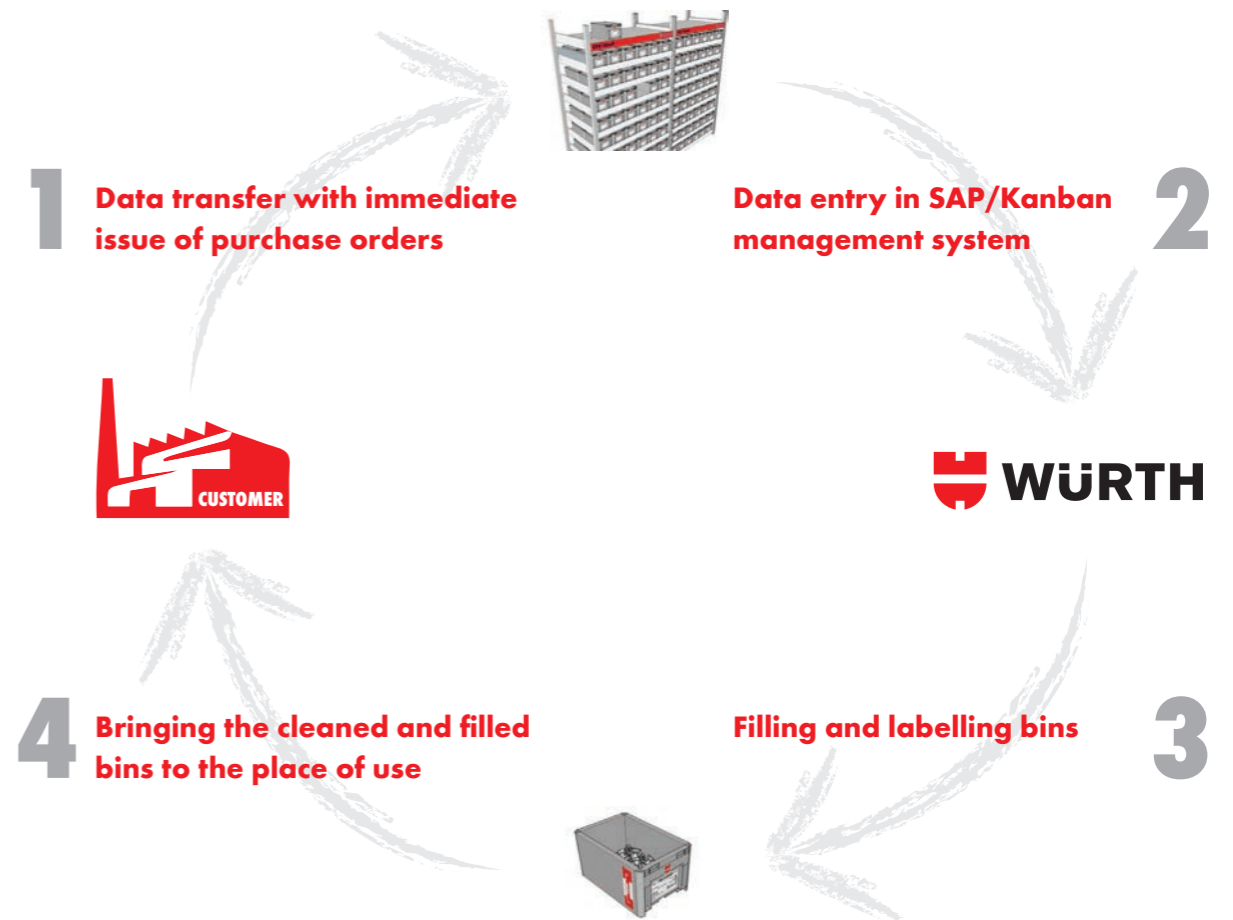 1
Data transfer with immediate
issue of purchase orders
Data entry in SAP/Kanban
management system
2
CUSTOMER
WÜRTH
4
Bringing the cleaned and filled
bins to the place of use
Filling and labelling bins
3